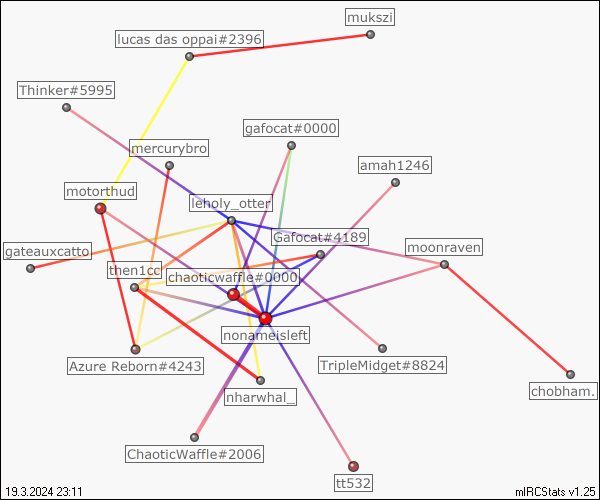 mukszi
lucas das oppai#2396
Thinker#5995
gafocat#0000
mercurybro
amah1246
motorthud
leholy_otter
Gafocat#4189
moonraven
gateauxcatto
then1cc
chaoticwaffle#0000
nonameisleft
Azure Reborn#4243
TripleMidget#8824
chobham.
nharwhal_
ChaoticWaffle#2006
tt532
19.3.2024 23:11
mIRCStats v1.25